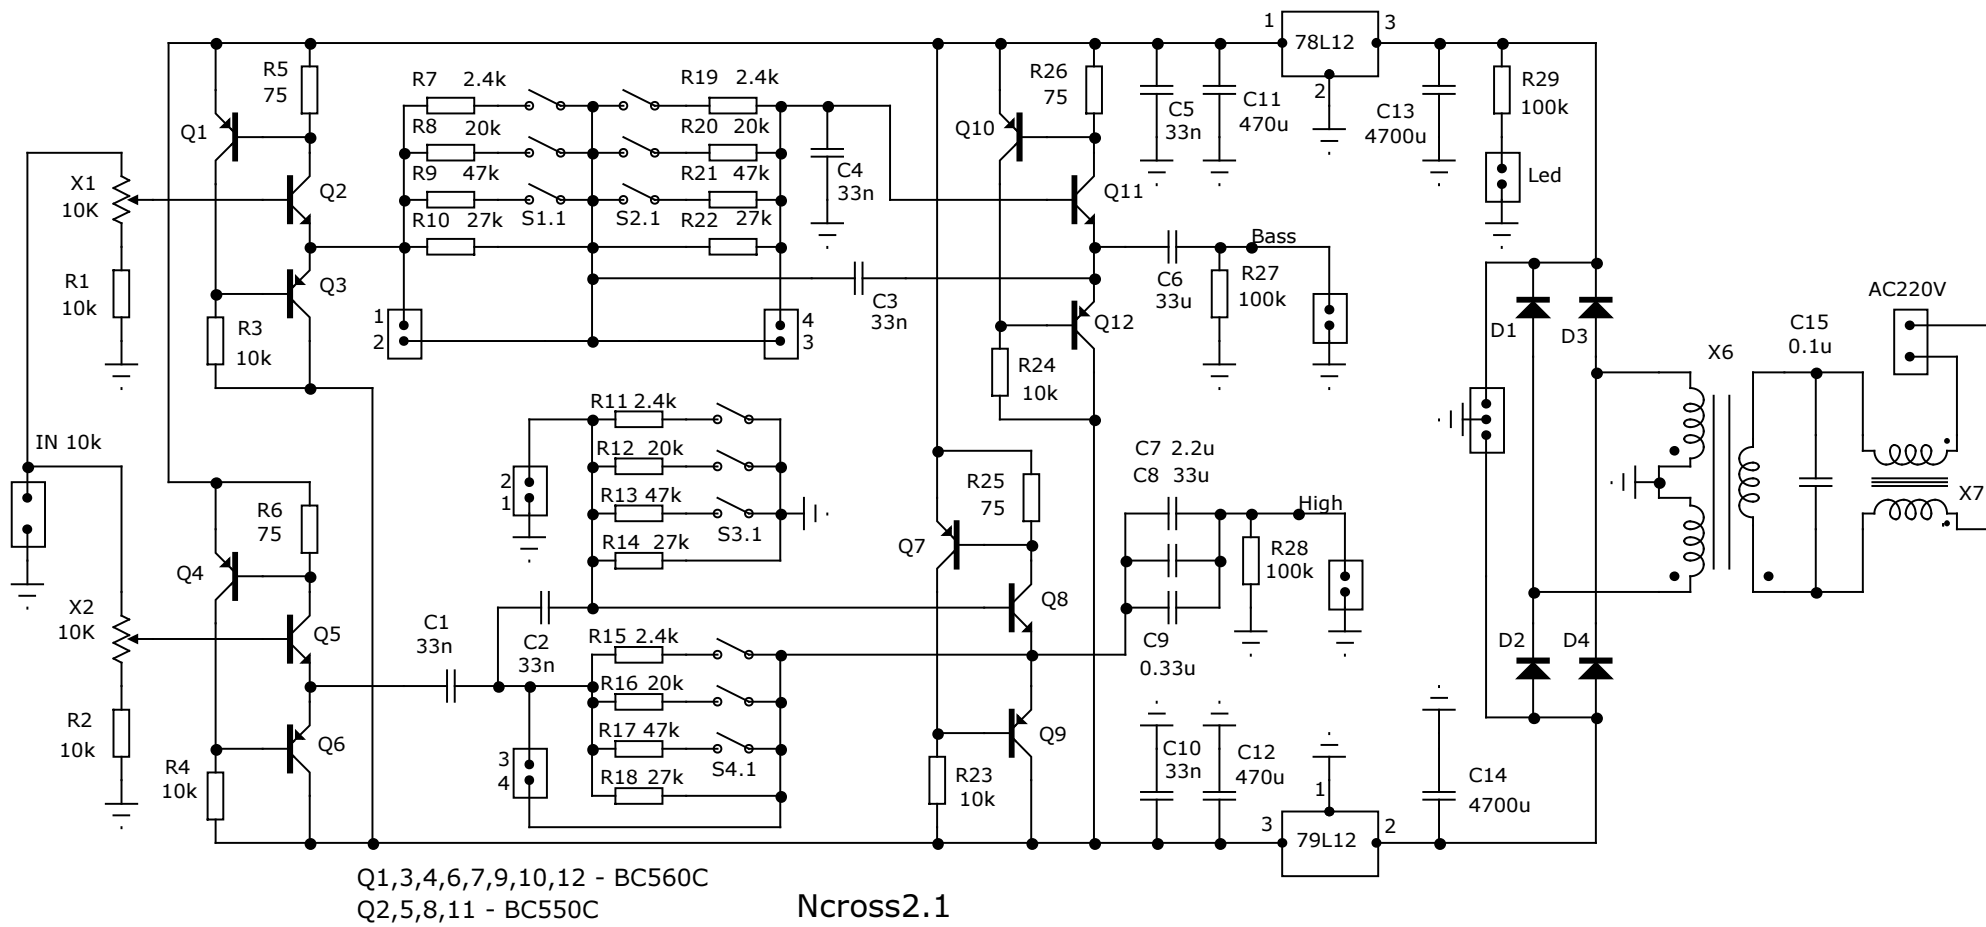 1
78L12
3
2
R5
75
R7 2.4k
R19 2.4k
R26
75
C5
33n
C11
470u
C13
4700u
R29
100k
Q1
R8 20k
R20 20k
Q10
R9 47k
R21 47k
C4
33n
Led
X1
10K
Q2
R10 27k
S1.1
S2.1
R22 27k
Q11
Bass
R1
10k
Q3
C3
33n
C6
33u
R27
100k
AC220V
R3
10k
1
2
4
3
Q12
D1
D3
C15
0.1u
X6
R24
10k
IN 10k
R11 2.4k
R12 20k
C7 2.2u
C8 33u
R6
75
2
1
R13 47k
S3.1
R25
75
High
X7
Q4
R14 27k
Q7
R28
100k
X2
10K
Q5
C1
33n
C2
33n
R15 2.4k
Q8
C9
0.33u
D2
D4
R16 20k
R2
10k
Q6
R17 47k
S4.1
Q9
R4
10k
3
4
R18 27k
R23
10k
C10
33n
C12
470u
1
3
79L12
2
C14
4700u
Q1,3,4,6,7,9,10,12 - BC560C
Q2,5,8,11 - BC550C
Ncross2.1